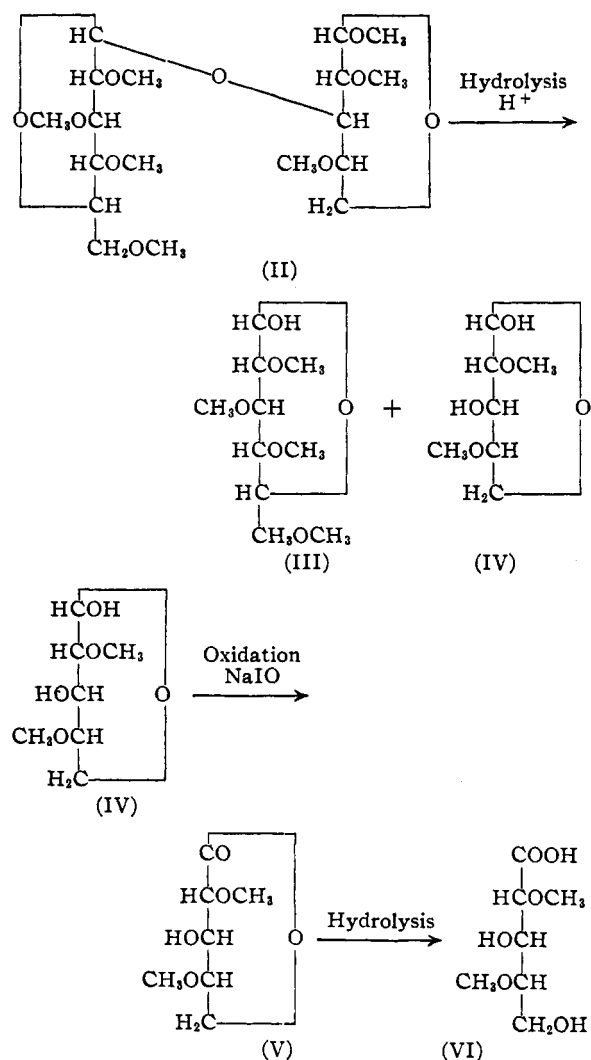 HC
HCOCH₃
O CH₃OCH
HCOCH₃
CH
CH₂OCH₃
O
HCOCH₃
HCOCH₃
CH
O
CH₃OCH
H₂C
Hydrolysis
H⁺
(II)
HCOH
HCOCH₃
CH₃OCH
O
HCOCH₃
HC
CH₃OCH₃
(III)
+
HCOH
HCOCH₃
HOCH
O
CH₃OCH
H₂C
(IV)
HCOH
HCOCH₃
HOCH
O
CH₃OCH
H₂C
(IV)
Oxidation
NaIO
CO
HCOCH₃
HOCH
O
CH₃OCH
H₂C
(V)
Hydrolysis
COOH
HCOCH₃
HOCH
CH₃OCH
CH₂OH
(VI)